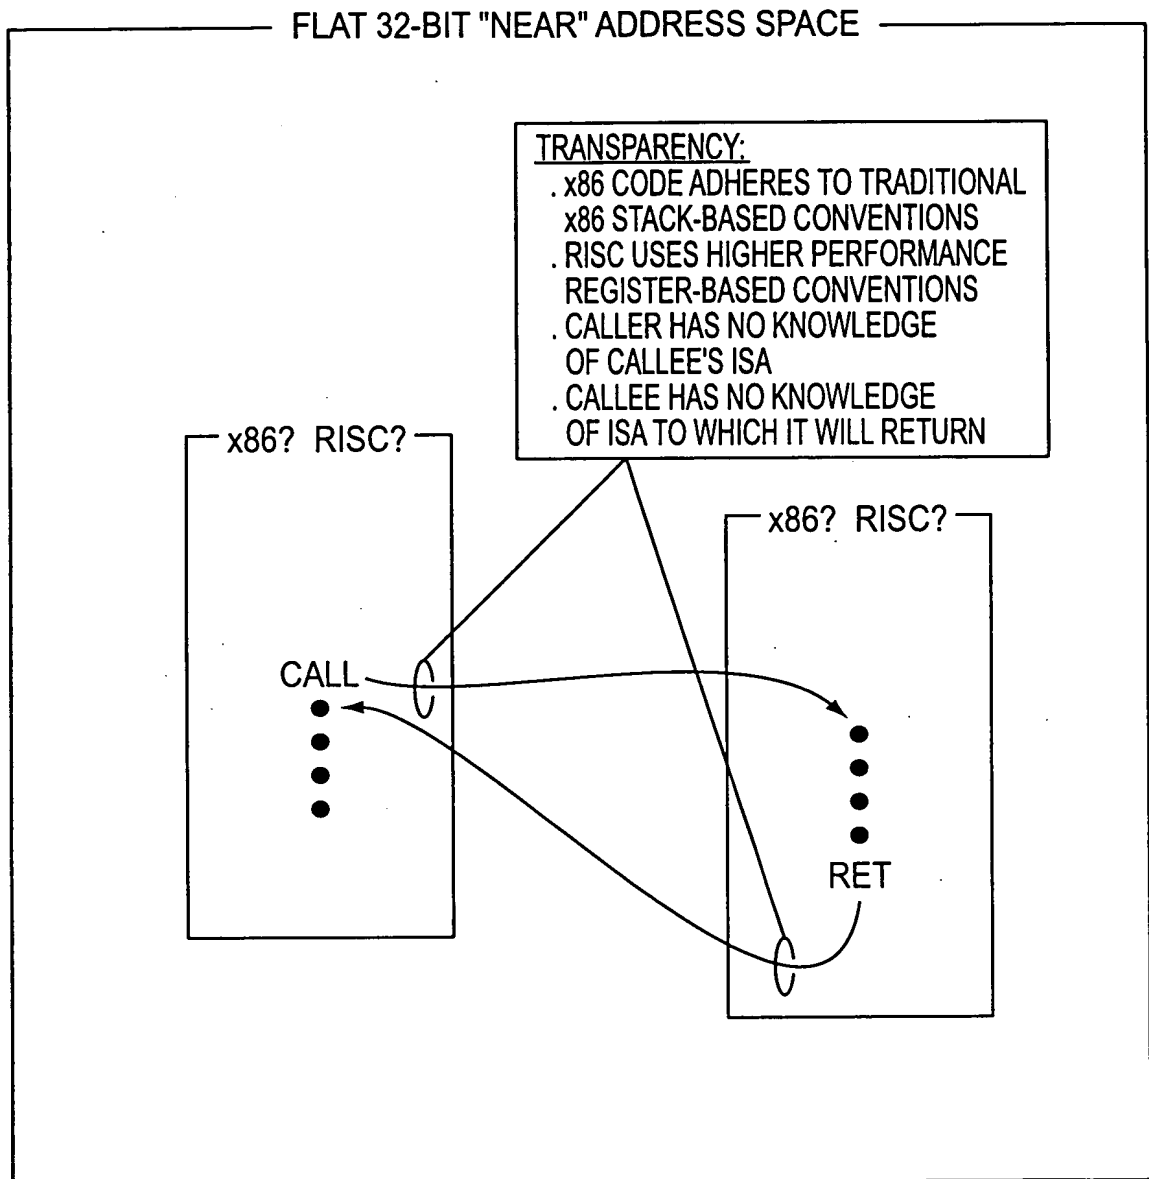 FLAT 32-BIT "NEAR" ADDRESS SPACE
TRANSPARENCY:
. x86 CODE ADHERES TO TRADITIONAL
x86 STACK-BASED CONVENTIONS
. RISC USES HIGHER PERFORMANCE
REGISTER-BASED CONVENTIONS
. CALLER HAS NO KNOWLEDGE
OF CALLEE'S ISA
. CALLEE HAS NO KNOWLEDGE
OF ISA TO WHICH IT WILL RETURN
x86? RISC?
x86? RISC?
CALL
RET